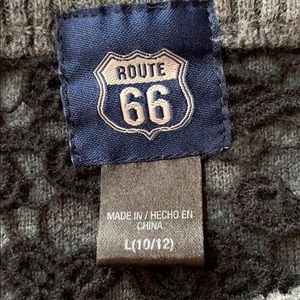 ROUTE
66
MADE IN / HECHO EN
CHINA
L(10/12)